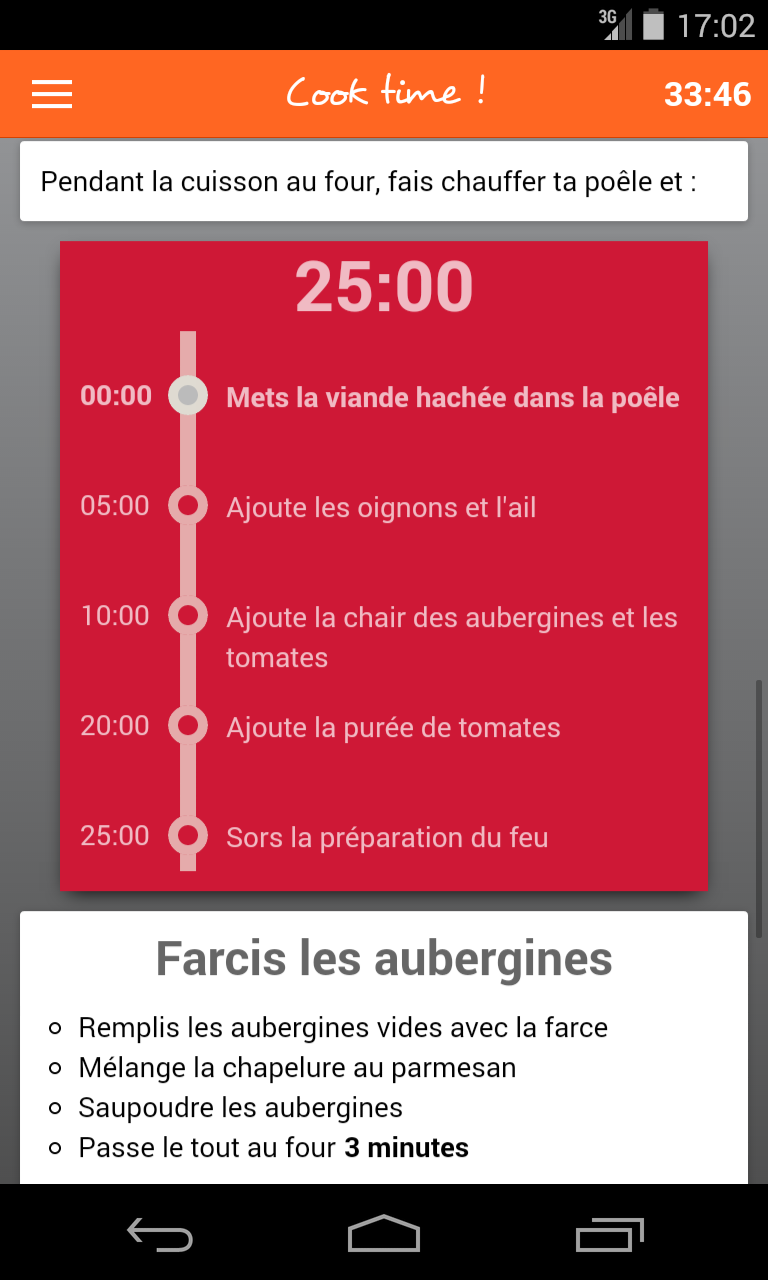 3G 17:02
Cook time ! 33:46
Pendant la cuisson au four, fais chauffer ta poêle et :
25:00
00:00 Mets la viande hachée dans la poêle
05:00 Ajoute les oignons et l'ail
10:00 Ajoute la chair des aubergines et les
tomates
20:00 Ajoute la purée de tomates
25:00 Sors la préparation du feu
Farcis les aubergines
Remplis les aubergines vides avec la farce
Mélange la chapelure au parmesan
Saupoudre les aubergines
Passe le tout au four 3 minutes